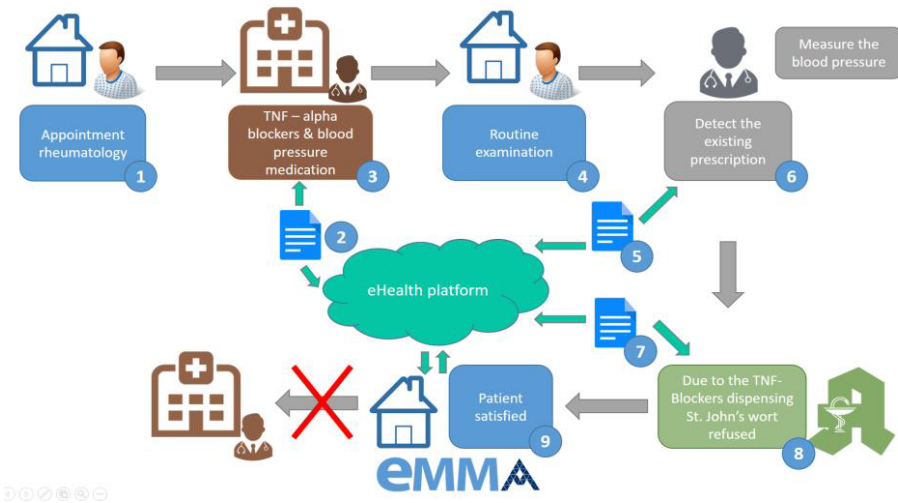 Appointment
rheumatology
1
TNF – alpha
blockers & blood
pressure
medication
3
Routine
examination
4
Measure the
blood pressure
Detect the
existing
prescription
6
2
5
eHealth platform
7
Due to the TNF-
Blockers dispensing
St. John's wort
refused
8
Patient
satisfied
9
eMMA